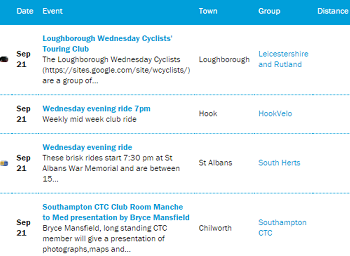 Date Event Town Group Distance
Loughborough Wednesday Cyclists'
Touring Club
Sep 21 The Loughborough Wednesday Cyclists Loughborough Leicestershire and Rutland
(https://sites.google.com/site/wcyclists/)
are a group of...
Sep 21 Wednesday evening ride 7pm Hook HookVelo
Weekly mid week club ride
Wednesday evening ride
Sep 21 These brisk rides start 7:30 pm at St St Albans South Herts
Albans War Memorial and are between
15...
Southampton CTC Club Room Manche
to Med presentation by Bryce Mansfield
Sep 21 Bryce Mansfield, long standing CTC Chilworth Southampton CTC
member will give a presentation of
photographs,maps and...